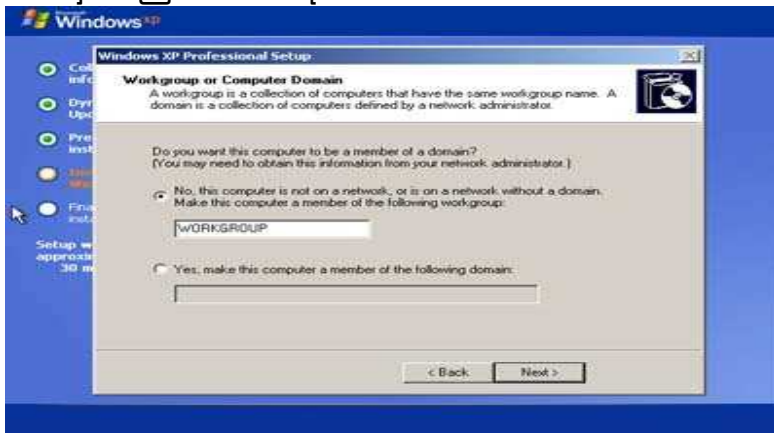 Windows xp
Windows XP Professional Setup
Workgroup or Computer Domain
A workgroup is a collection of computers that have the same workgroup name. A
domain is a collection of computers defined by a network administrator.
Do you want this computer to be a member of a domain?
(You may need to obtain this information from your network administrator.)
No, this computer is not on a network, or is on a network without a domain.
Make this computer a member of the following workgroup:
WORKGROUP
Yes, make this computer a member of the following domain:
< Back
Next >
Setup w
approxi
30 m